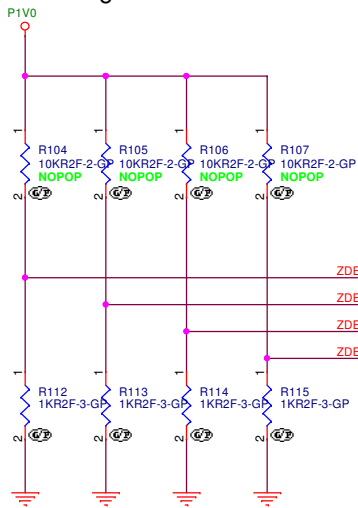 P1V0
1
R104
10KR2F-2-GP
NOPOP
2
G/P
1
R105
10KR2F-2-GP
NOPOP
2
G/P
1
R106
10KR2F-2-GP
NOPOP
2
G/P
1
R107
10KR2F-2-GP
NOPOP
2
G/P
ZDE
ZDE
ZDE
ZDE
1
R112
1KR2F-3-GP
2
G/P
1
R113
1KR2F-3-GP
2
G/P
1
R114
1KR2F-3-GP
2
G/P
1
R115
1KR2F-3-GP
2
G/P